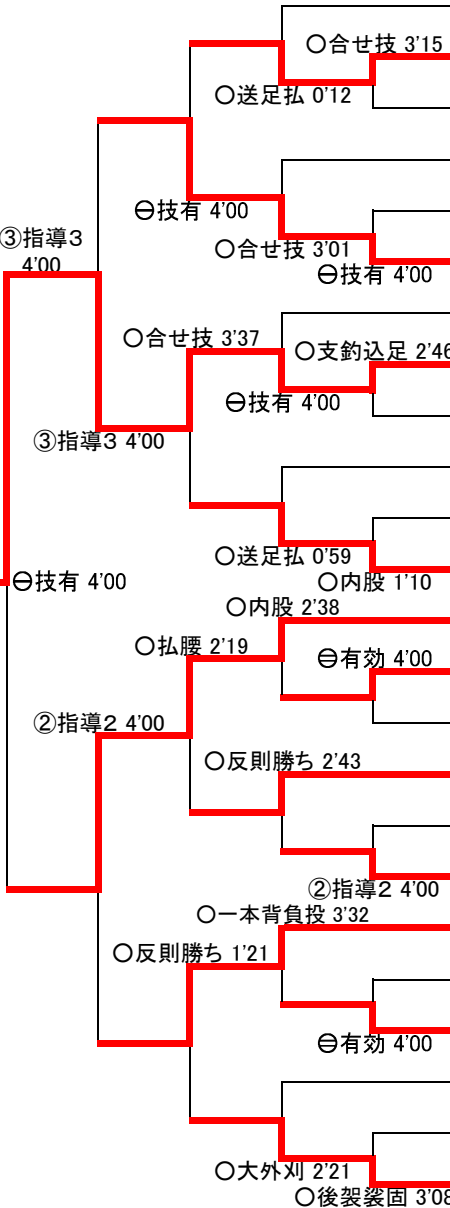 ○合せ技 3'15
○送足払 0'12
⊖技有 4'00
③指導3
4'00
○合せ技 3'01
⊖技有 4'00
○合せ技 3'37
○支釣込足 2'46
⊖技有 4'00
③指導3 4'00
○送足払 0'59
⊖技有 4'00
○内股 1'10
○内股 2'38
○払腰 2'19
㊀有効 4'00
②指導2 4'00
○反則勝ち 2'43
②指導2 4'00
○一本背負投 3'32
○反則勝ち 1'21
㊀有効 4'00
○大外刈 2'21
○後袈裟固 3'08